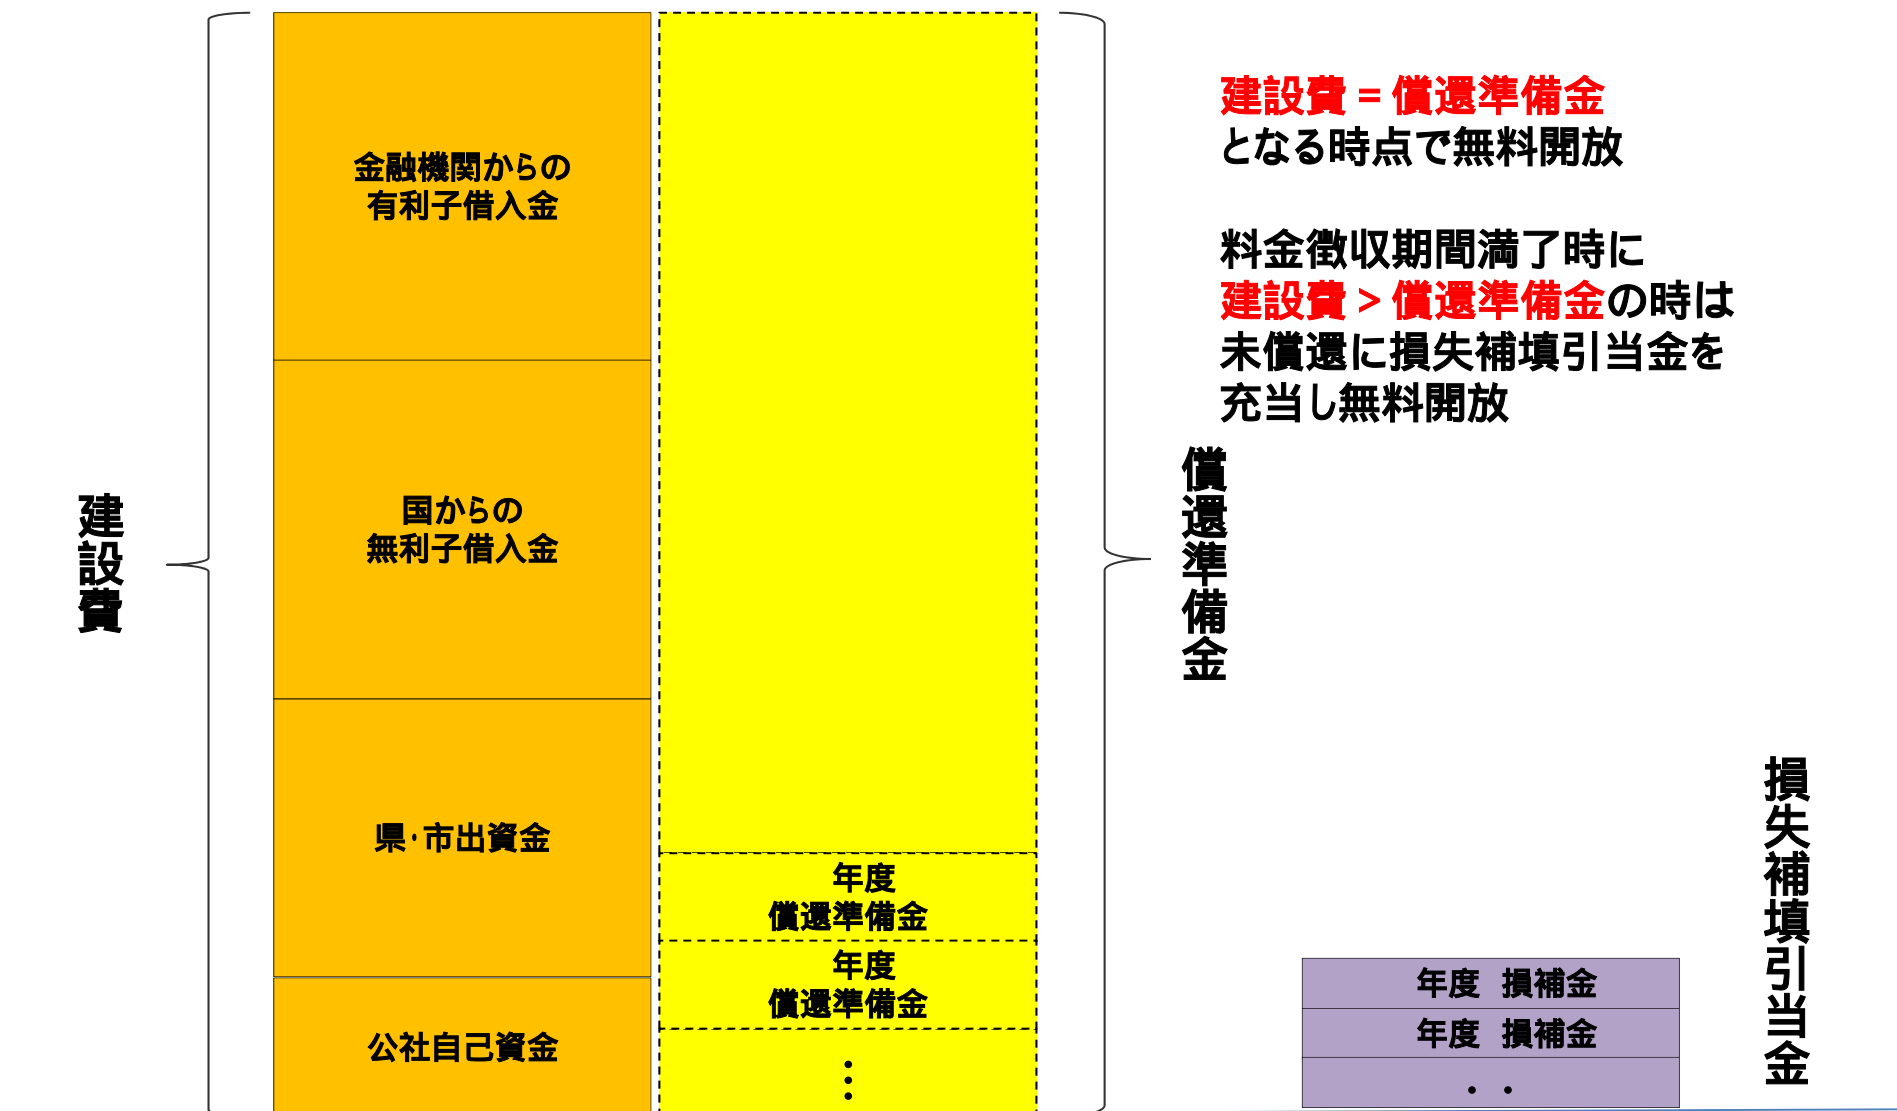 建設費
金融機関からの
有利子借入金
国からの
無利子借入金
県・市出資金
公社自己資金
年度
償還準備金
年度
償還準備金
⋮
償還準備金
建設費 = 償還準備金
となる時点で無料開放
料金徴収期間満了時に
建設費 > 償還準備金の時は
未償還に損失補填引当金を
充当し無料開放
年度 損補金
年度 損補金
・・
損失補填引当金